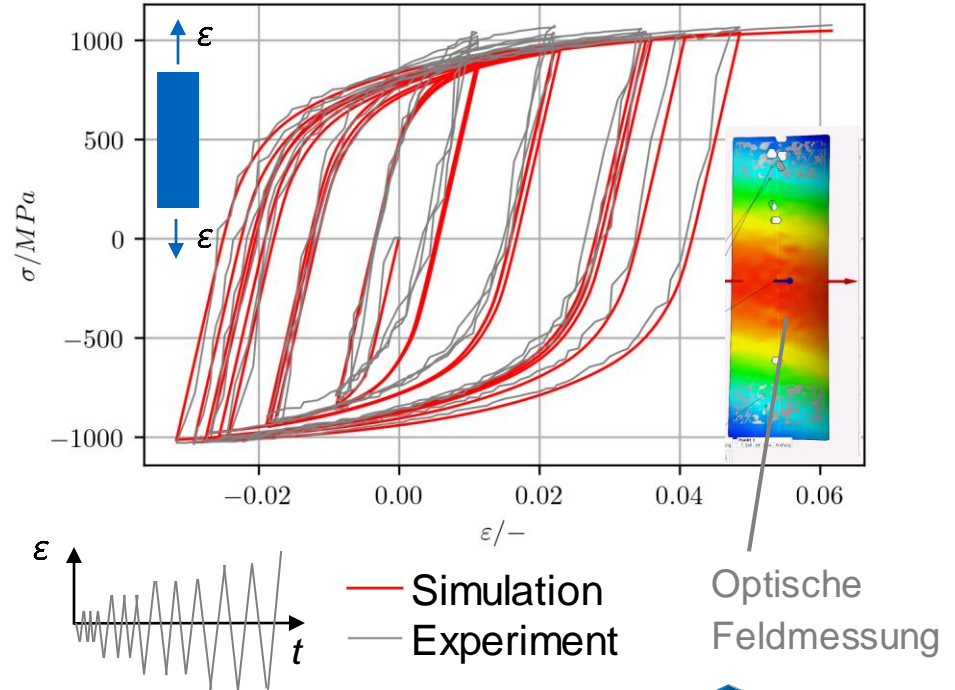 1000
500
0
−500
−1000
σ/MPa
ε
ε
−0.02
0.00
0.02
0.04
0.06
ε/−
ε
t
Simulation
Experiment
Optische
Feldmessung